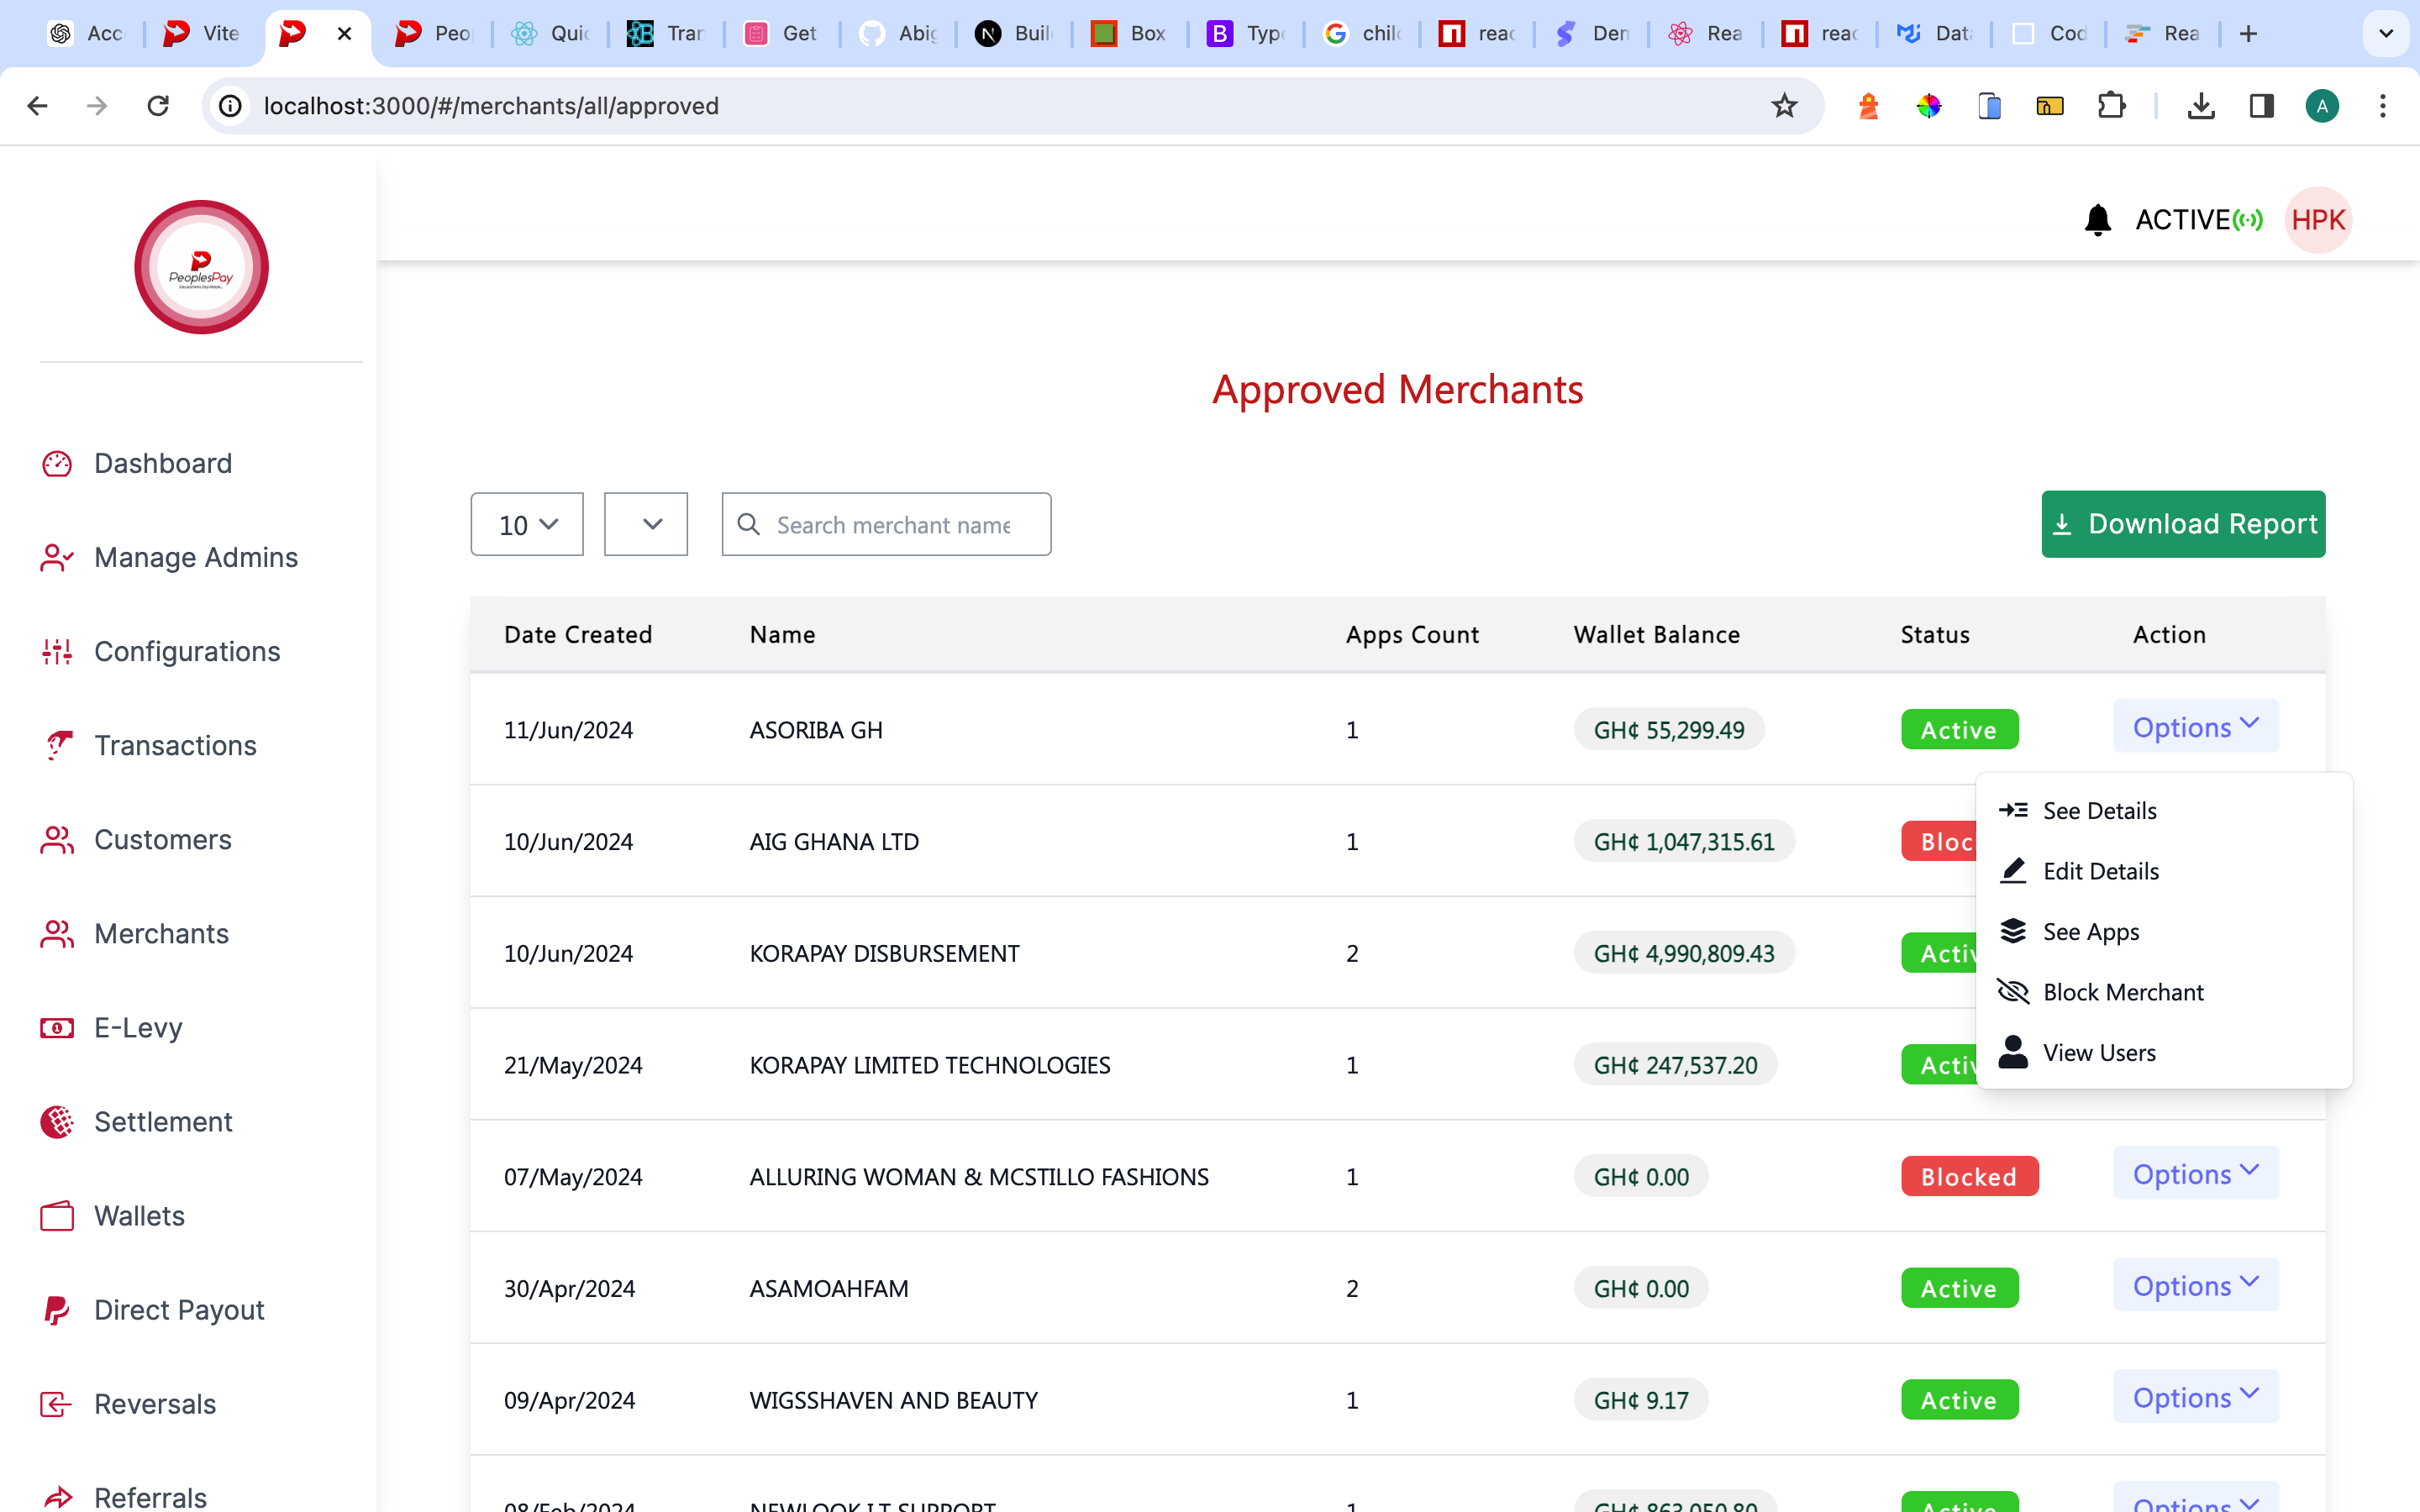 Acc
Vite
Peo
Quic
Tran
Get
Abig
Buil
Box
Typ
chilc
reac
Den
Rea
reac
Data
Cod
Rea
localhost:3000/#/merchants/all/approved
A
ACTIVE
HPK
PeoplesPay
Approved Merchants
Dashboard
Manage Admins
Configurations
Transactions
Customers
Merchants
E-Levy
Settlement
Wallets
Direct Payout
Reversals
Referrals
10
Search merchant name
Download Report
Date Created Name Apps Count Wallet Balance Status Action
11/Jun/2024 ASORIBA GH 1 GH¢ 55,299.49 Active Options
10/Jun/2024 AIG GHANA LTD 1 GH¢ 1,047,315.61 Bloc
10/Jun/2024 KORAPAY DISBURSEMENT 2 GH¢ 4,990,809.43 Activ
21/May/2024 KORAPAY LIMITED TECHNOLOGIES 1 GH¢ 247,537.20 Activ
See Details
Edit Details
See Apps
Block Merchant
View Users
07/May/2024 ALLURING WOMAN & MCSTILLO FASHIONS 1 GH¢ 0.00 Blocked Options
30/Apr/2024 ASAMOAHFAM 2 GH¢ 0.00 Active Options
09/Apr/2024 WIGSSHAVEN AND BEAUTY 1 GH¢ 9.17 Active Options
08/Feb/2024 NEWLOOK I.T SUPPORT 1 GH¢ 863,050.80 Active Options